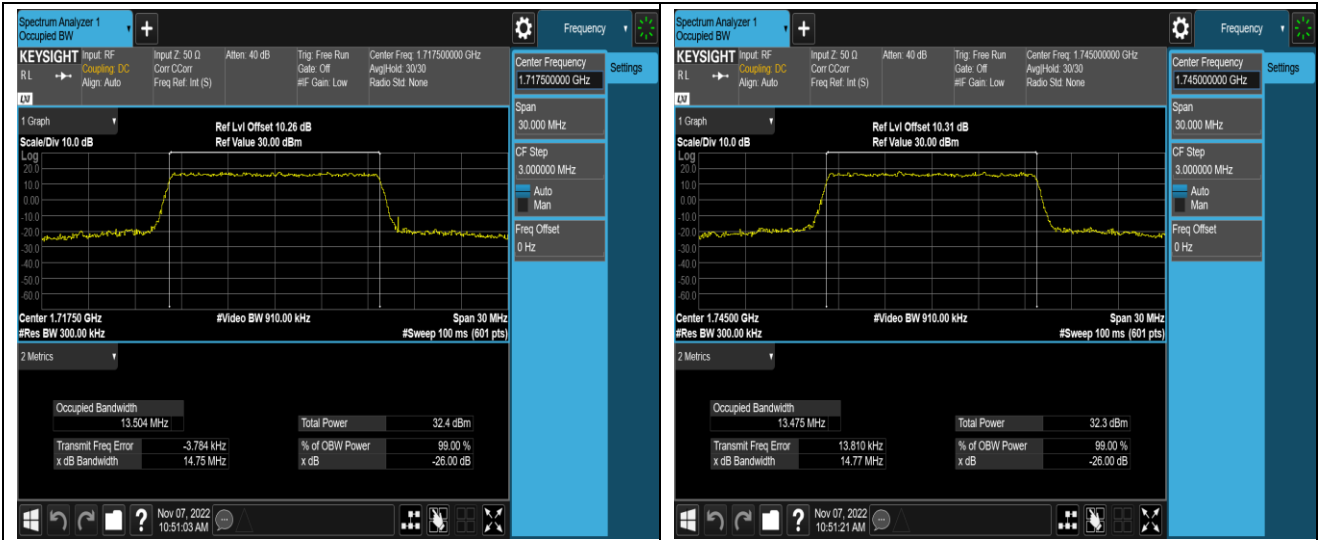 Spectrum Analyzer 1
Occupied BW
Frequency
KEYSIGHT Input: RF Input Z: 50 Ω Atten: 40 dB Trig: Free Run Center Freq: 1.717500000 GHz
Coupling: DC Corr CCorr Gate: Off Avg|Hold: 30/30
RL Align: Auto Freq Ref: Int (S) #IF Gain: Low Radio Std: None
LXI
Center Frequency
1.717500000 GHz
Settings
Span
30.000 MHz
CF Step
3.000000 MHz
Auto
Man
Freq Offset
0 Hz
1 Graph
Ref Lvl Offset 10.26 dB
Scale/Div 10.0 dB Ref Value 30.00 dBm
Log
20.0
10.0
0.00
-10.0
-20.0
-30.0
-40.0
-50.0
-60.0
Center 1.71750 GHz #Video BW 910.00 kHz Span 30 MHz
#Res BW 300.00 kHz #Sweep 100 ms (601 pts)
2 Metrics
Occupied Bandwidth
13.504 MHz Total Power 32.4 dBm
Transmit Freq Error -3.784 kHz % of OBW Power 99.00 %
x dB Bandwidth 14.75 MHz x dB -26.00 dB
Nov 07, 2022
10:51:03 AM
Spectrum Analyzer 1
Occupied BW
Frequency
KEYSIGHT Input: RF Input Z: 50 Ω Atten: 40 dB Trig: Free Run Center Freq: 1.745000000 GHz
Coupling: DC Corr CCorr Gate: Off Avg|Hold: 30/30
RL Align: Auto Freq Ref: Int (S) #IF Gain: Low Radio Std: None
LXI
Center Frequency
1.745000000 GHz
Settings
Span
30.000 MHz
CF Step
3.000000 MHz
Auto
Man
Freq Offset
0 Hz
1 Graph
Ref Lvl Offset 10.31 dB
Scale/Div 10.0 dB Ref Value 30.00 dBm
Log
20.0
10.0
0.00
-10.0
-20.0
-30.0
-40.0
-50.0
-60.0
Center 1.74500 GHz #Video BW 910.00 kHz Span 30 MHz
#Res BW 300.00 kHz #Sweep 100 ms (601 pts)
2 Metrics
Occupied Bandwidth
13.475 MHz Total Power 32.3 dBm
Transmit Freq Error 13.810 kHz % of OBW Power 99.00 %
x dB Bandwidth 14.77 MHz x dB -26.00 dB
Nov 07, 2022
10:51:21 AM